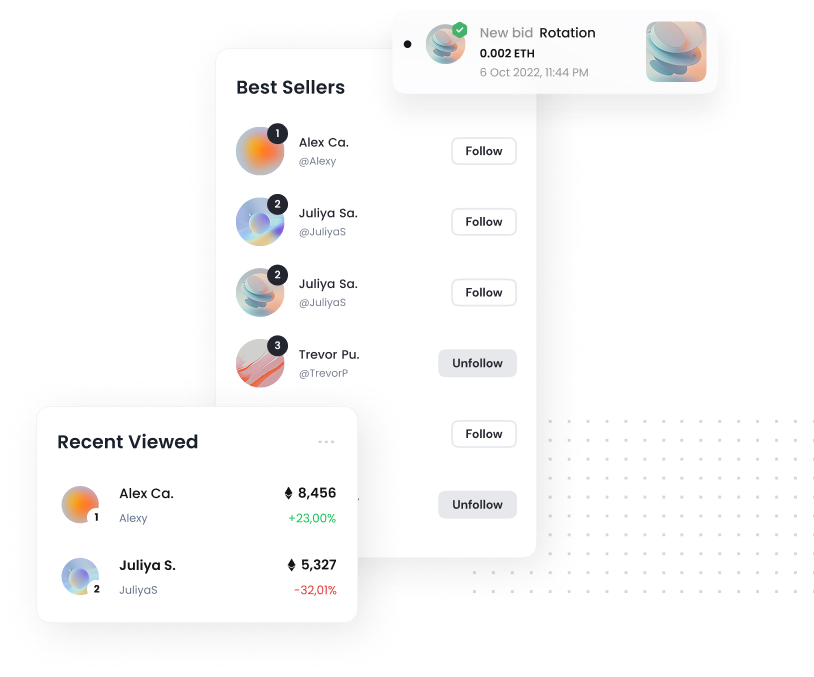 New bid Rotation
0.002 ETH
6 Oct 2022, 11:44 PM
Best Sellers
1
Alex Ca.
@Alexy
Follow
2
Juliya Sa.
@JuliyaS
Follow
2
Juliya Sa.
@JuliyaS
Follow
3
Trevor Pu.
@TrevorP
Unfollow
Follow
Unfollow
Recent Viewed
1
Alex Ca.
8,456
Alexy
+23,00%
2
Juliya S.
5,327
JuliyaS
-32,01%